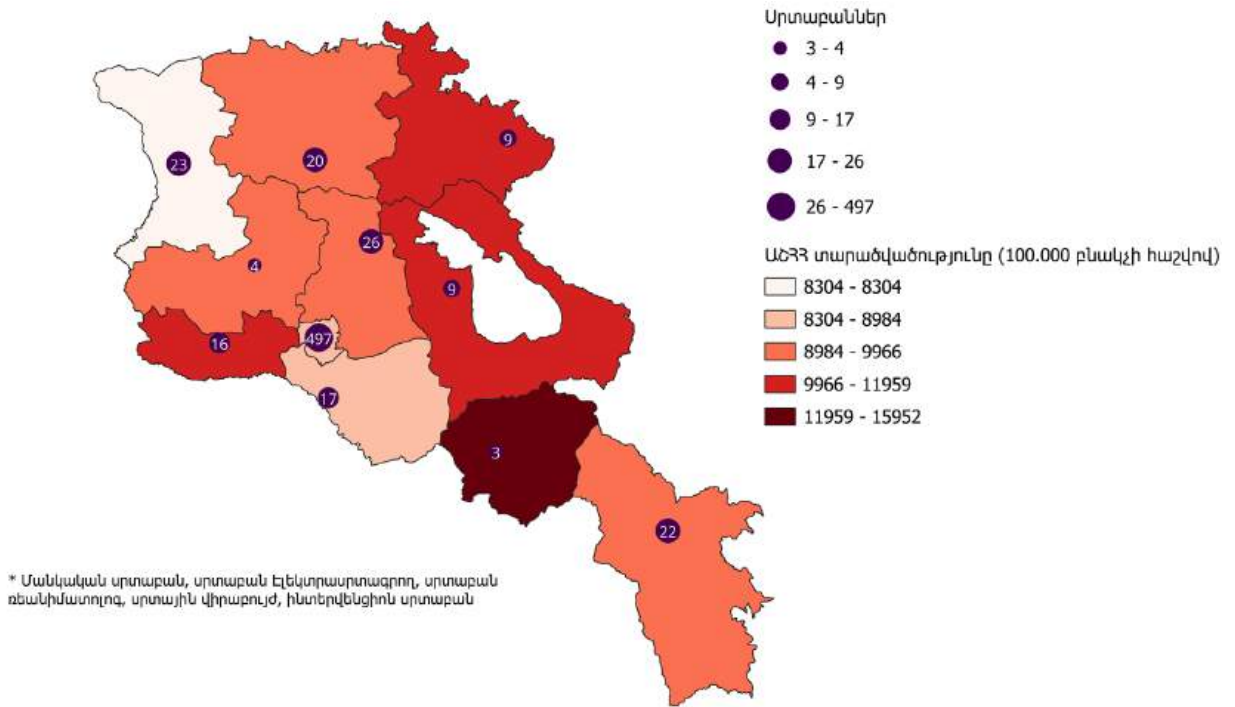 Սրտաբաններ
3 - 4
4 - 9
9 - 17
17 - 26
26 - 497
ԱՇՀՀ տարածվածությունը (100.000 բնակչի հաշվով)
8304 - 8304
8304 - 8984
8984 - 9966
9966 - 11959
11959 - 15952
9
23
20
26
4
9
16
497
17
3
22
* Մանկական սրտաբան, սրտաբան էլեկտրասրտագրող, սրտաբան
ռեանիմատոլոգ, սրտային վիրաբույժ, ինտերվենցիոն սրտաբան